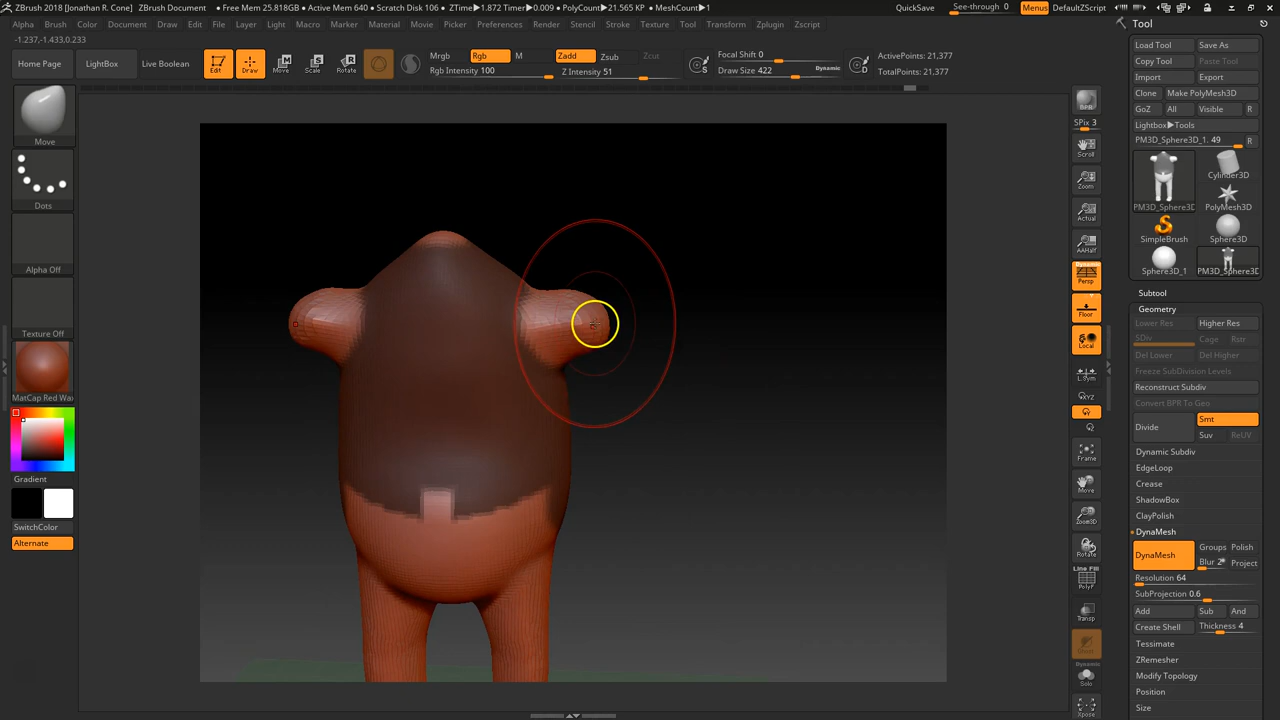 ZBrush 2018 [Jonathan R. Cone]   ZBrush Document   • Free Mem 25.818GB • Active Mem 640 • Scratch Disk 106 • ZTime►1.872 Timer►0.009 • PolyCount►21.565 KP • MeshCount►1   QuickSave   See-through 0   Menus   DefaultZScript
Alpha Brush Color Document Draw Edit File Layer Light Macro Marker Material Movie Picker Preferences Render Stencil Stroke Texture Tool Transform Zplugin Zscript
-1.237,-1.433,0.233
Home Page
LightBox
Live Boolean
Edit
Draw
Move
Scale
Rotate
Mrgb Rgb M
Rgb Intensity 100
Zadd Zsub Zcut
Z Intensity 51
Focal Shift 0
Draw Size 422 Dynamic
S
D
ActivePoints: 21,377
TotalPoints: 21,377
Move
Dots
Alpha Off
Texture Off
MatCap Red Wax
Gradient
SwitchColor
Alternate
BPR
SPix 3
Scroll
Zoom
Actual
AAHalf
Dynamic
Persp
Floor
Local
L.Sym
XYZ
Y
Z
Frame
Move
Zoom3D
Rotate
Line Fill
PolyF
Transp
Ghost
Dynamic
Solo
Xpose
Tool
Load Tool Save As
Copy Tool Paste Tool
Import Export
Clone Make PolyMesh3D
GoZ All Visible R
Lightbox►Tools
PM3D_Sphere3D_1. 49 R
PM3D_Sphere3D Cylinder3D
PolyMesh3D
SimpleBrush Sphere3D
Sphere3D_1 PM3D_Sphere3D
Subtool
Geometry
Lower Res Higher Res
SDiv Cage Rstr
Del Lower Del Higher
Freeze SubDivision Levels
Reconstruct Subdiv
Convert BPR To Geo
Divide Smt
Suv ReUV
Dynamic Subdiv
EdgeLoop
Crease
ShadowBox
ClayPolish
DynaMesh
DynaMesh Groups Polish
Blur 2 Project
Resolution 64
SubProjection 0.6
Add Sub And
Create Shell Thickness 4
Tessimate
ZRemesher
Modify Topology
Position
Size